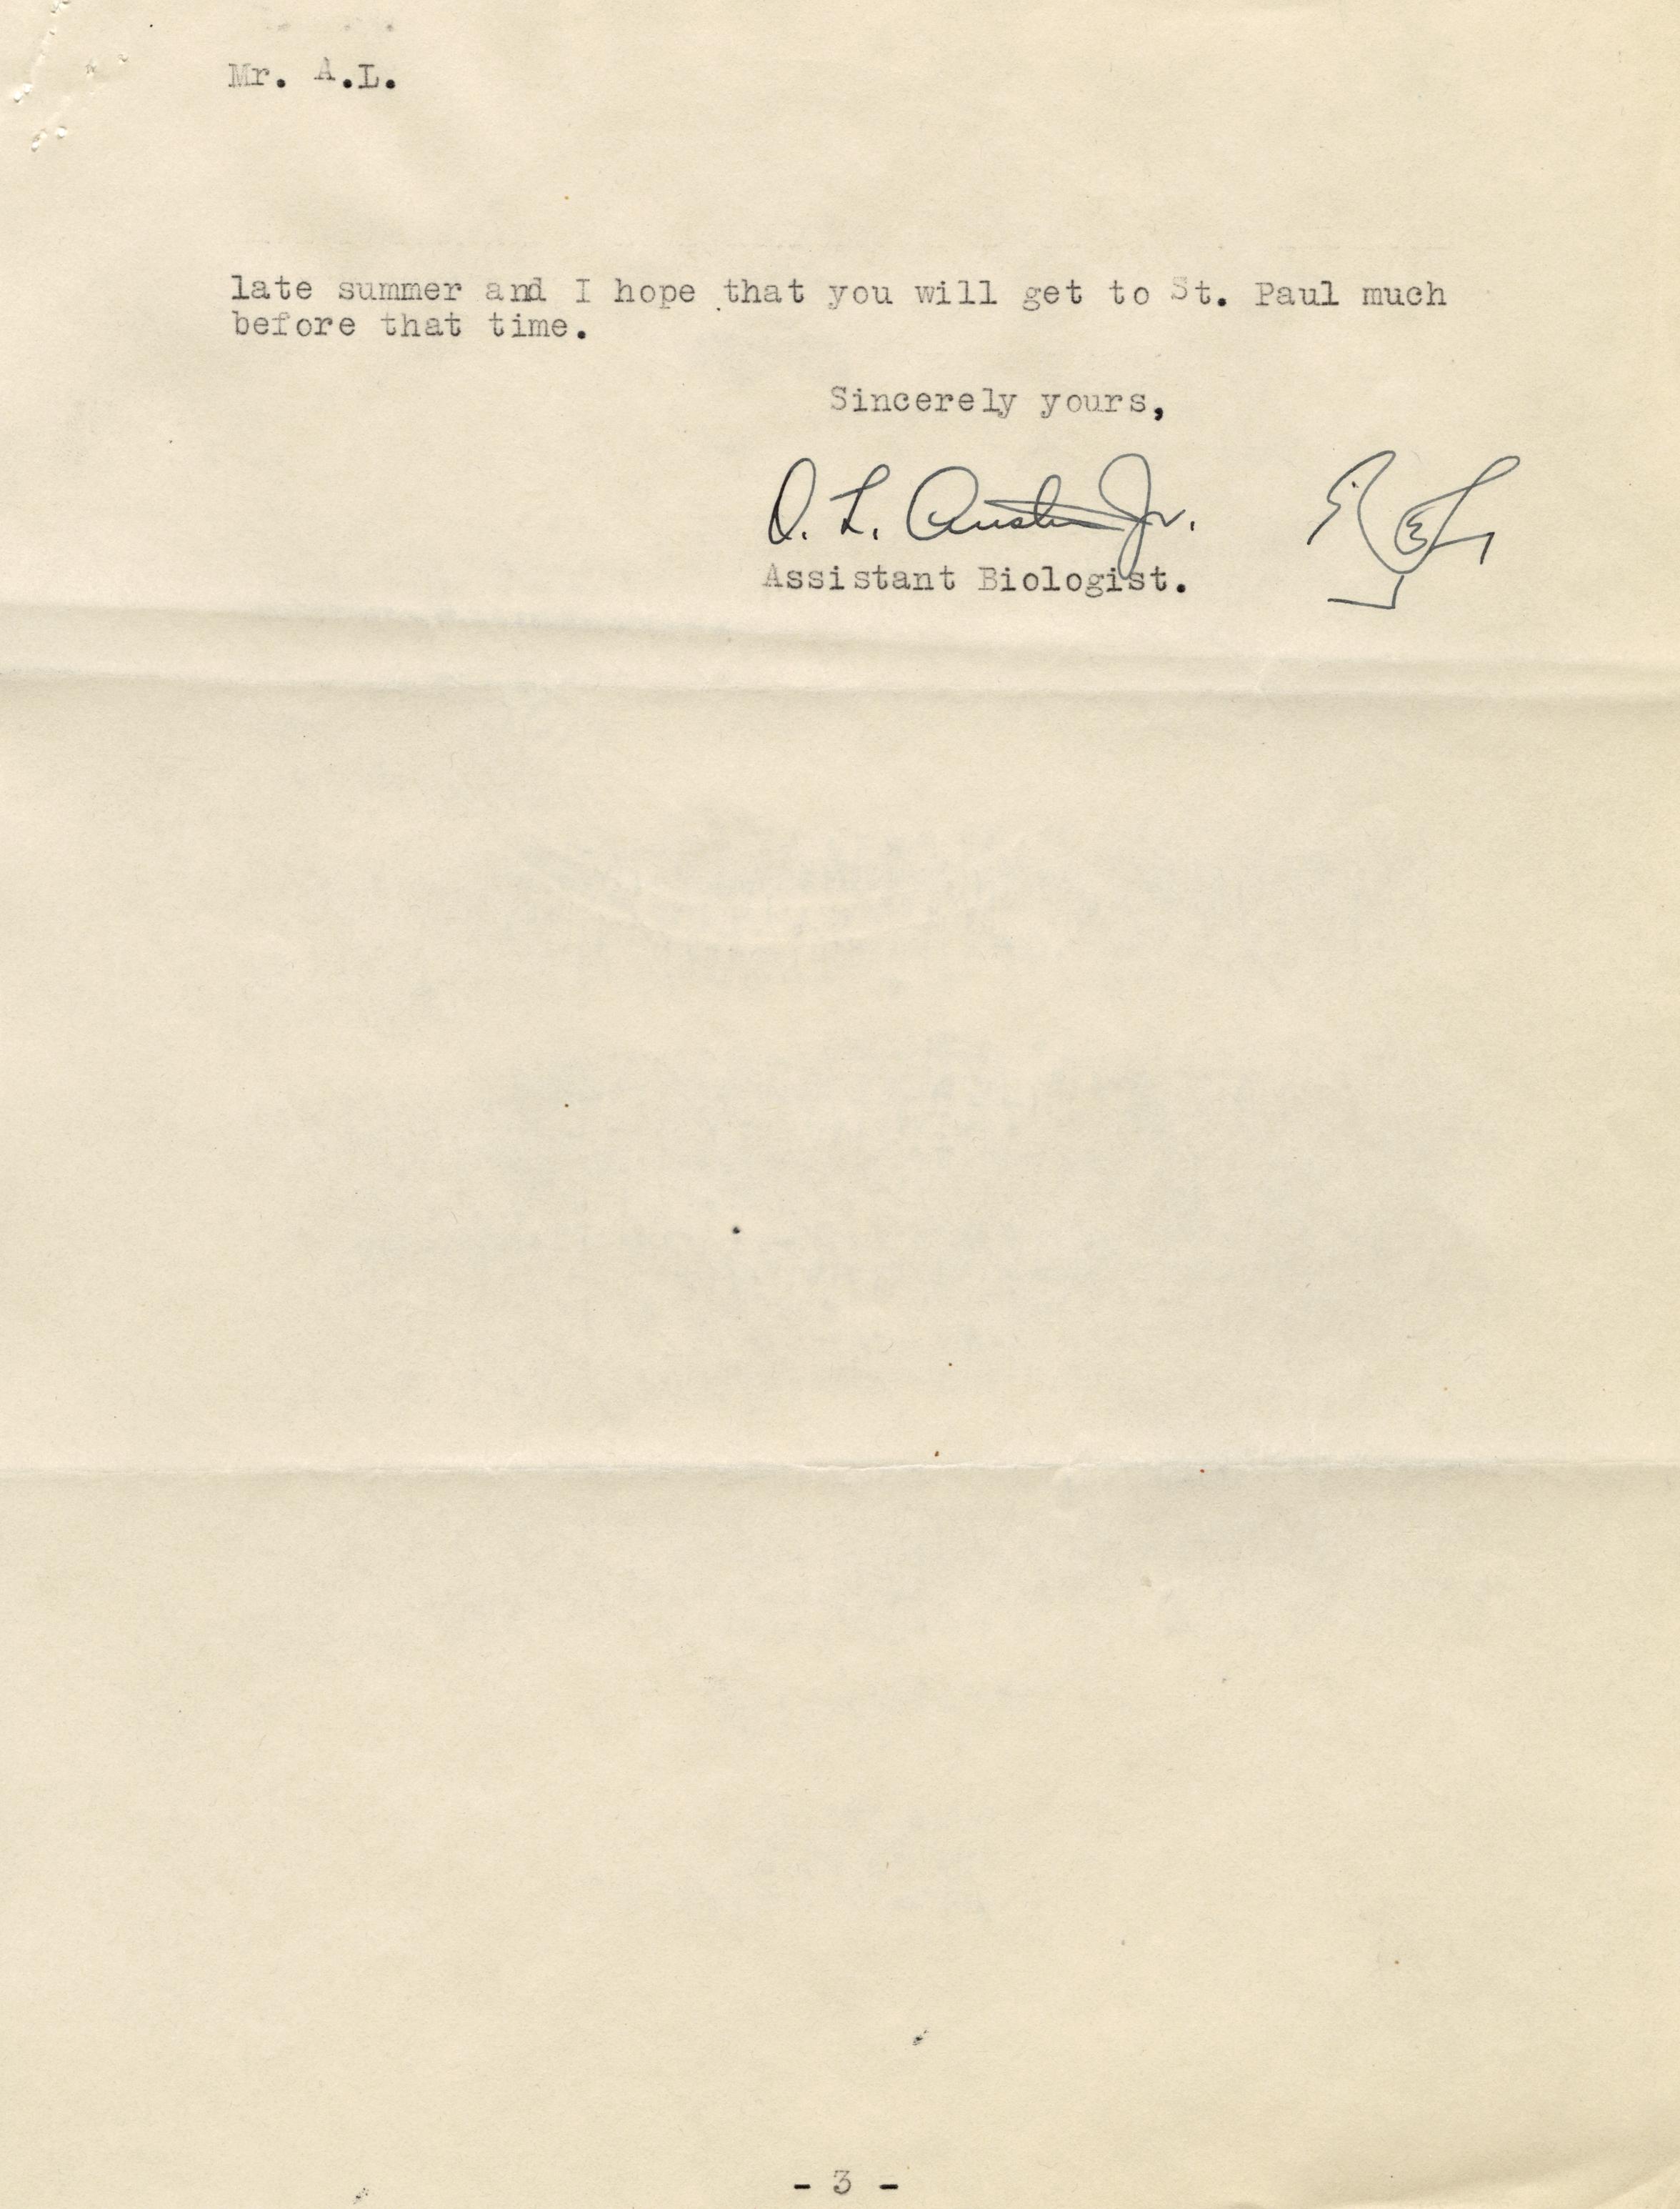 Mr. A.L.
late summer and I hope that you will get to St. Paul much
before that time.
Sincerely yours,
O. L. Austin Jr.
Assistant Biologist.
- 3 -